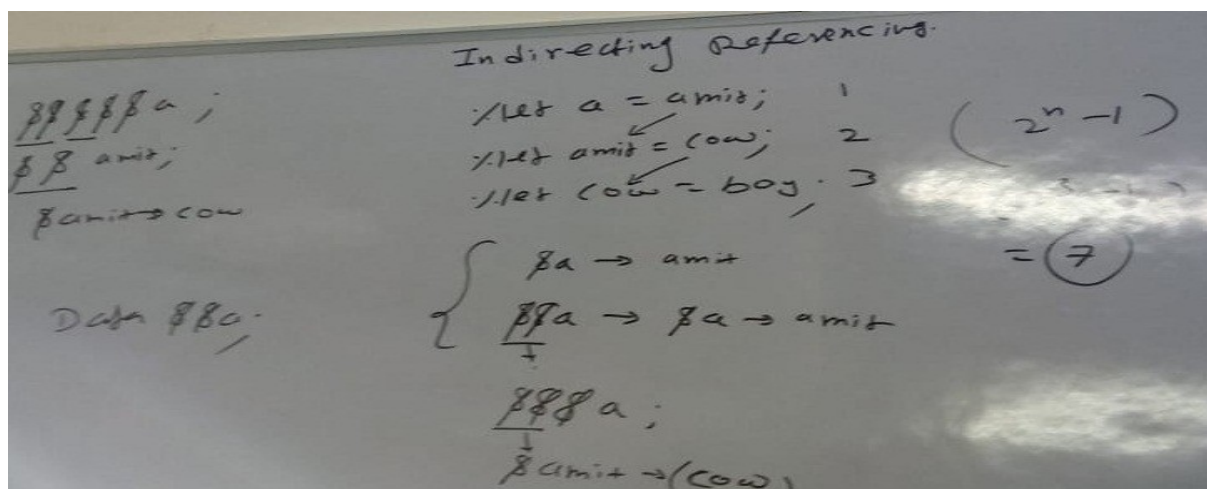 Indirecting Referencing.
&&&&&a;
&&amit;
&amit→cow
Data &&a;
%let a = amit; 1
%let amit = cow; 2
%let cow = boy; 3
&a → amit
&&a → &a → amit
&&&a;
&amit → (cow)
(2ⁿ - 1)
= 7